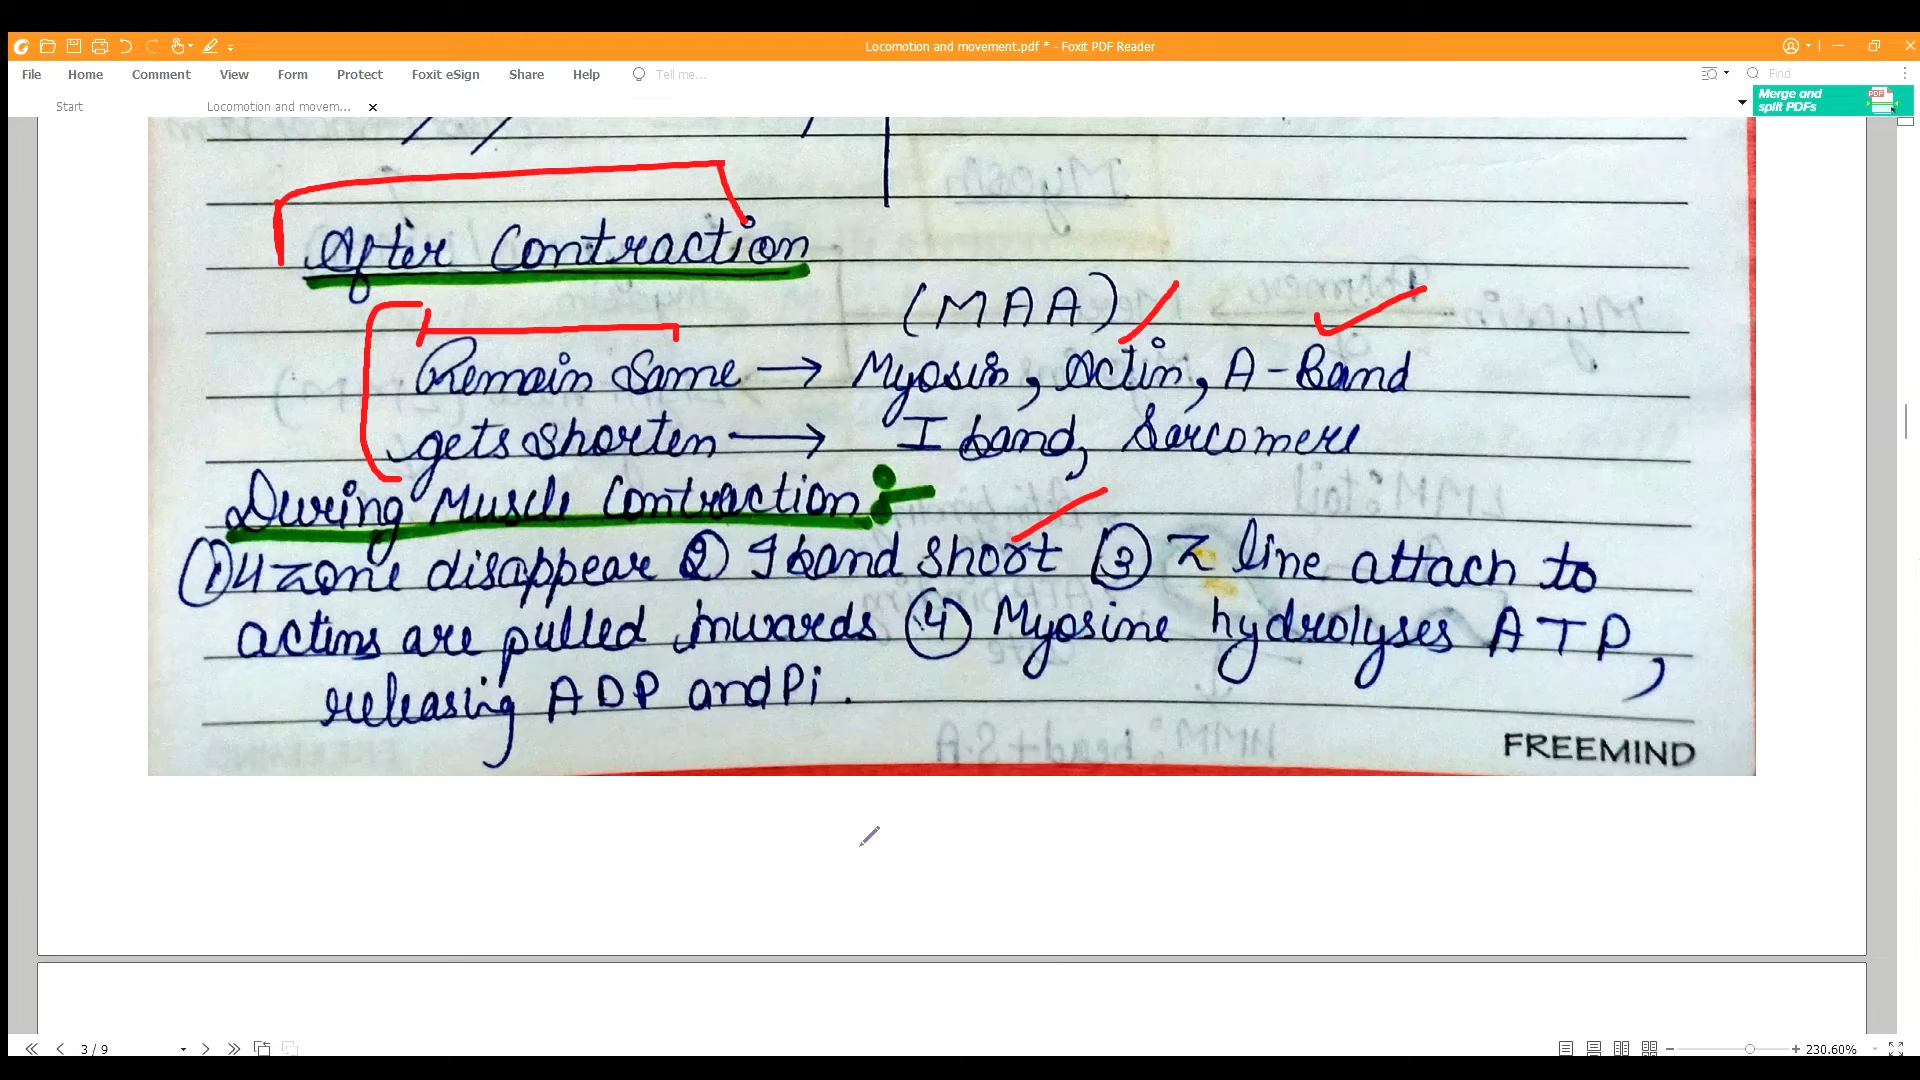 Locomotion and movement.pdf * - Foxit PDF Reader
File Home Comment View Form Protect Foxit eSign Share Help Tell me... Find
Start Locomotion and movem... Merge and
split PDFs
Myosin
After Contraction
(MAA)
Remain Same → Myosin, Actin, A-Band
gets shorten → I band, Sarcomere
During Muscle Contraction :-
① H zone disappear ② I band short ③ Z line attach to
actins are pulled inwards ④ Myosine hydrolyses ATP,
releasing ADP and Pi.
FREEMIND
3 / 9 230.60%